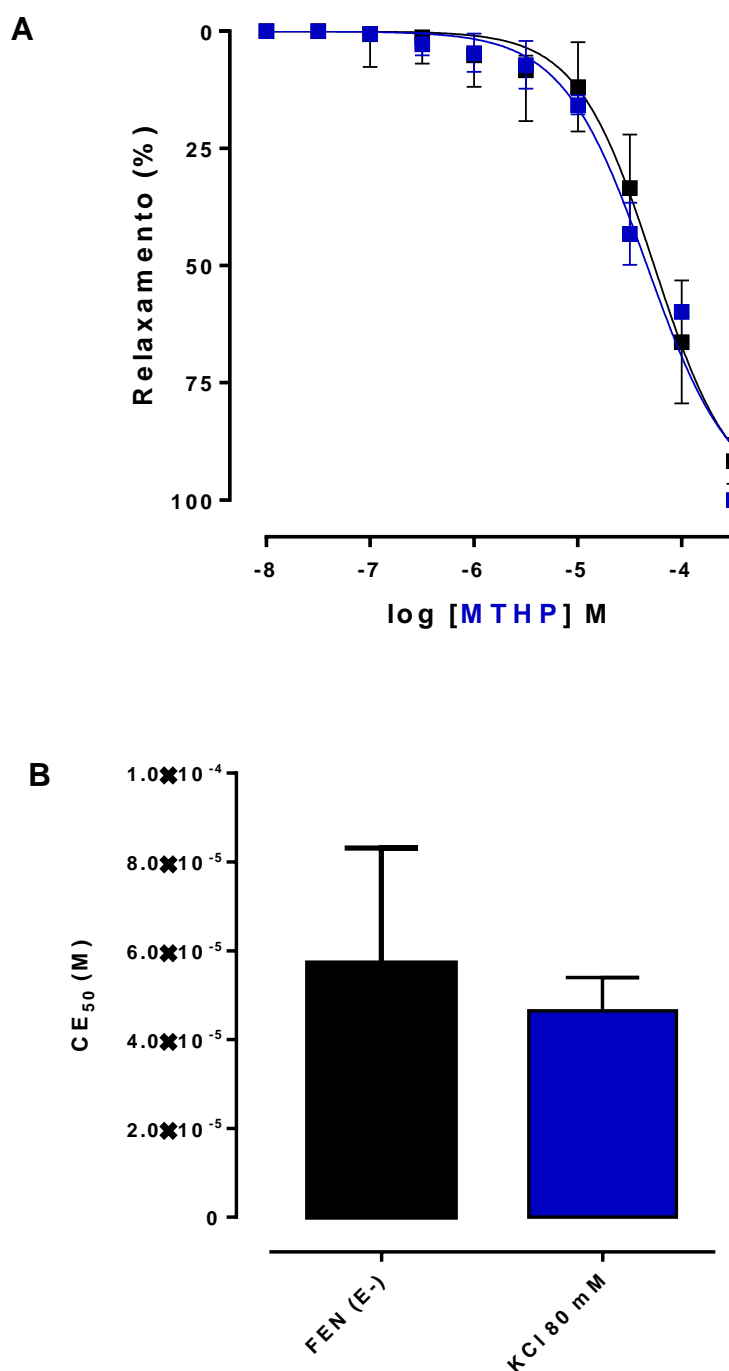 A
0
25
50
75
100
Relaxamento (%)
-8 -7 -6 -5 -4
log [MTHP] M
B
1.0✖10-4
8.0✖10-5
6.0✖10-5
4.0✖10-5
2.0✖10-5
0
CE50 (M)
FEN (E-)
KCl 80 mM